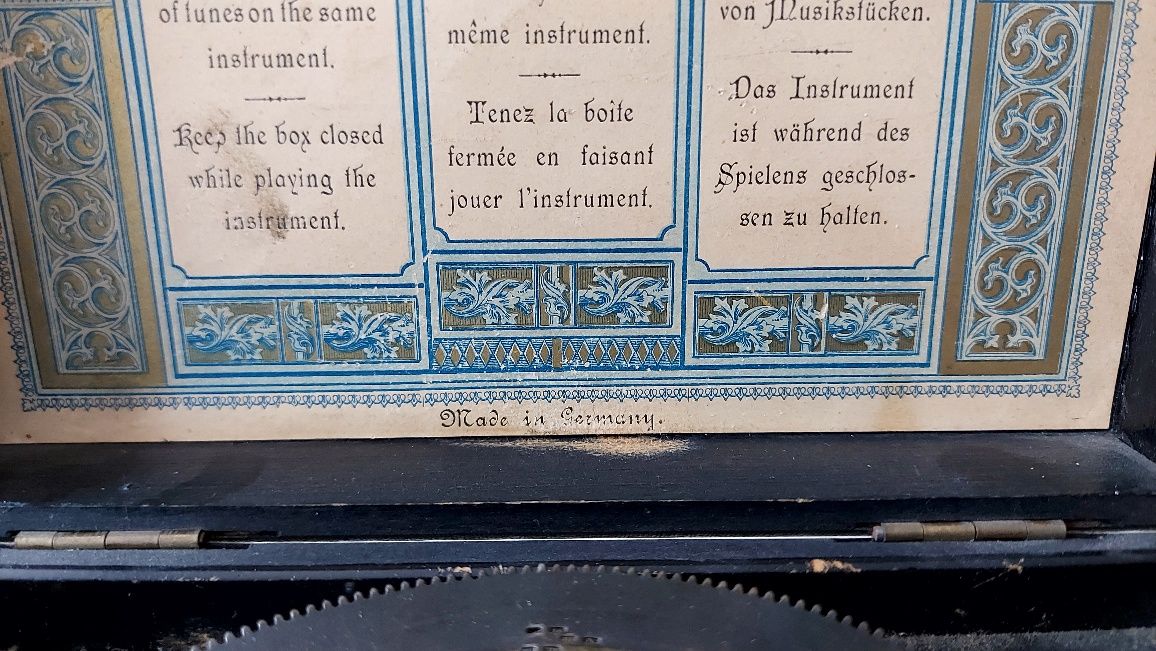 of tunes on the same
instrument.
Keep the box closed
while playing the
instrument.
même instrument.
Tenez la boîte
fermée en faisant
jouer l'instrument.
von Musikstücken.
Das Instrument
ist während des
Spielens geschlos-
sen zu halten.
Made in Germany.